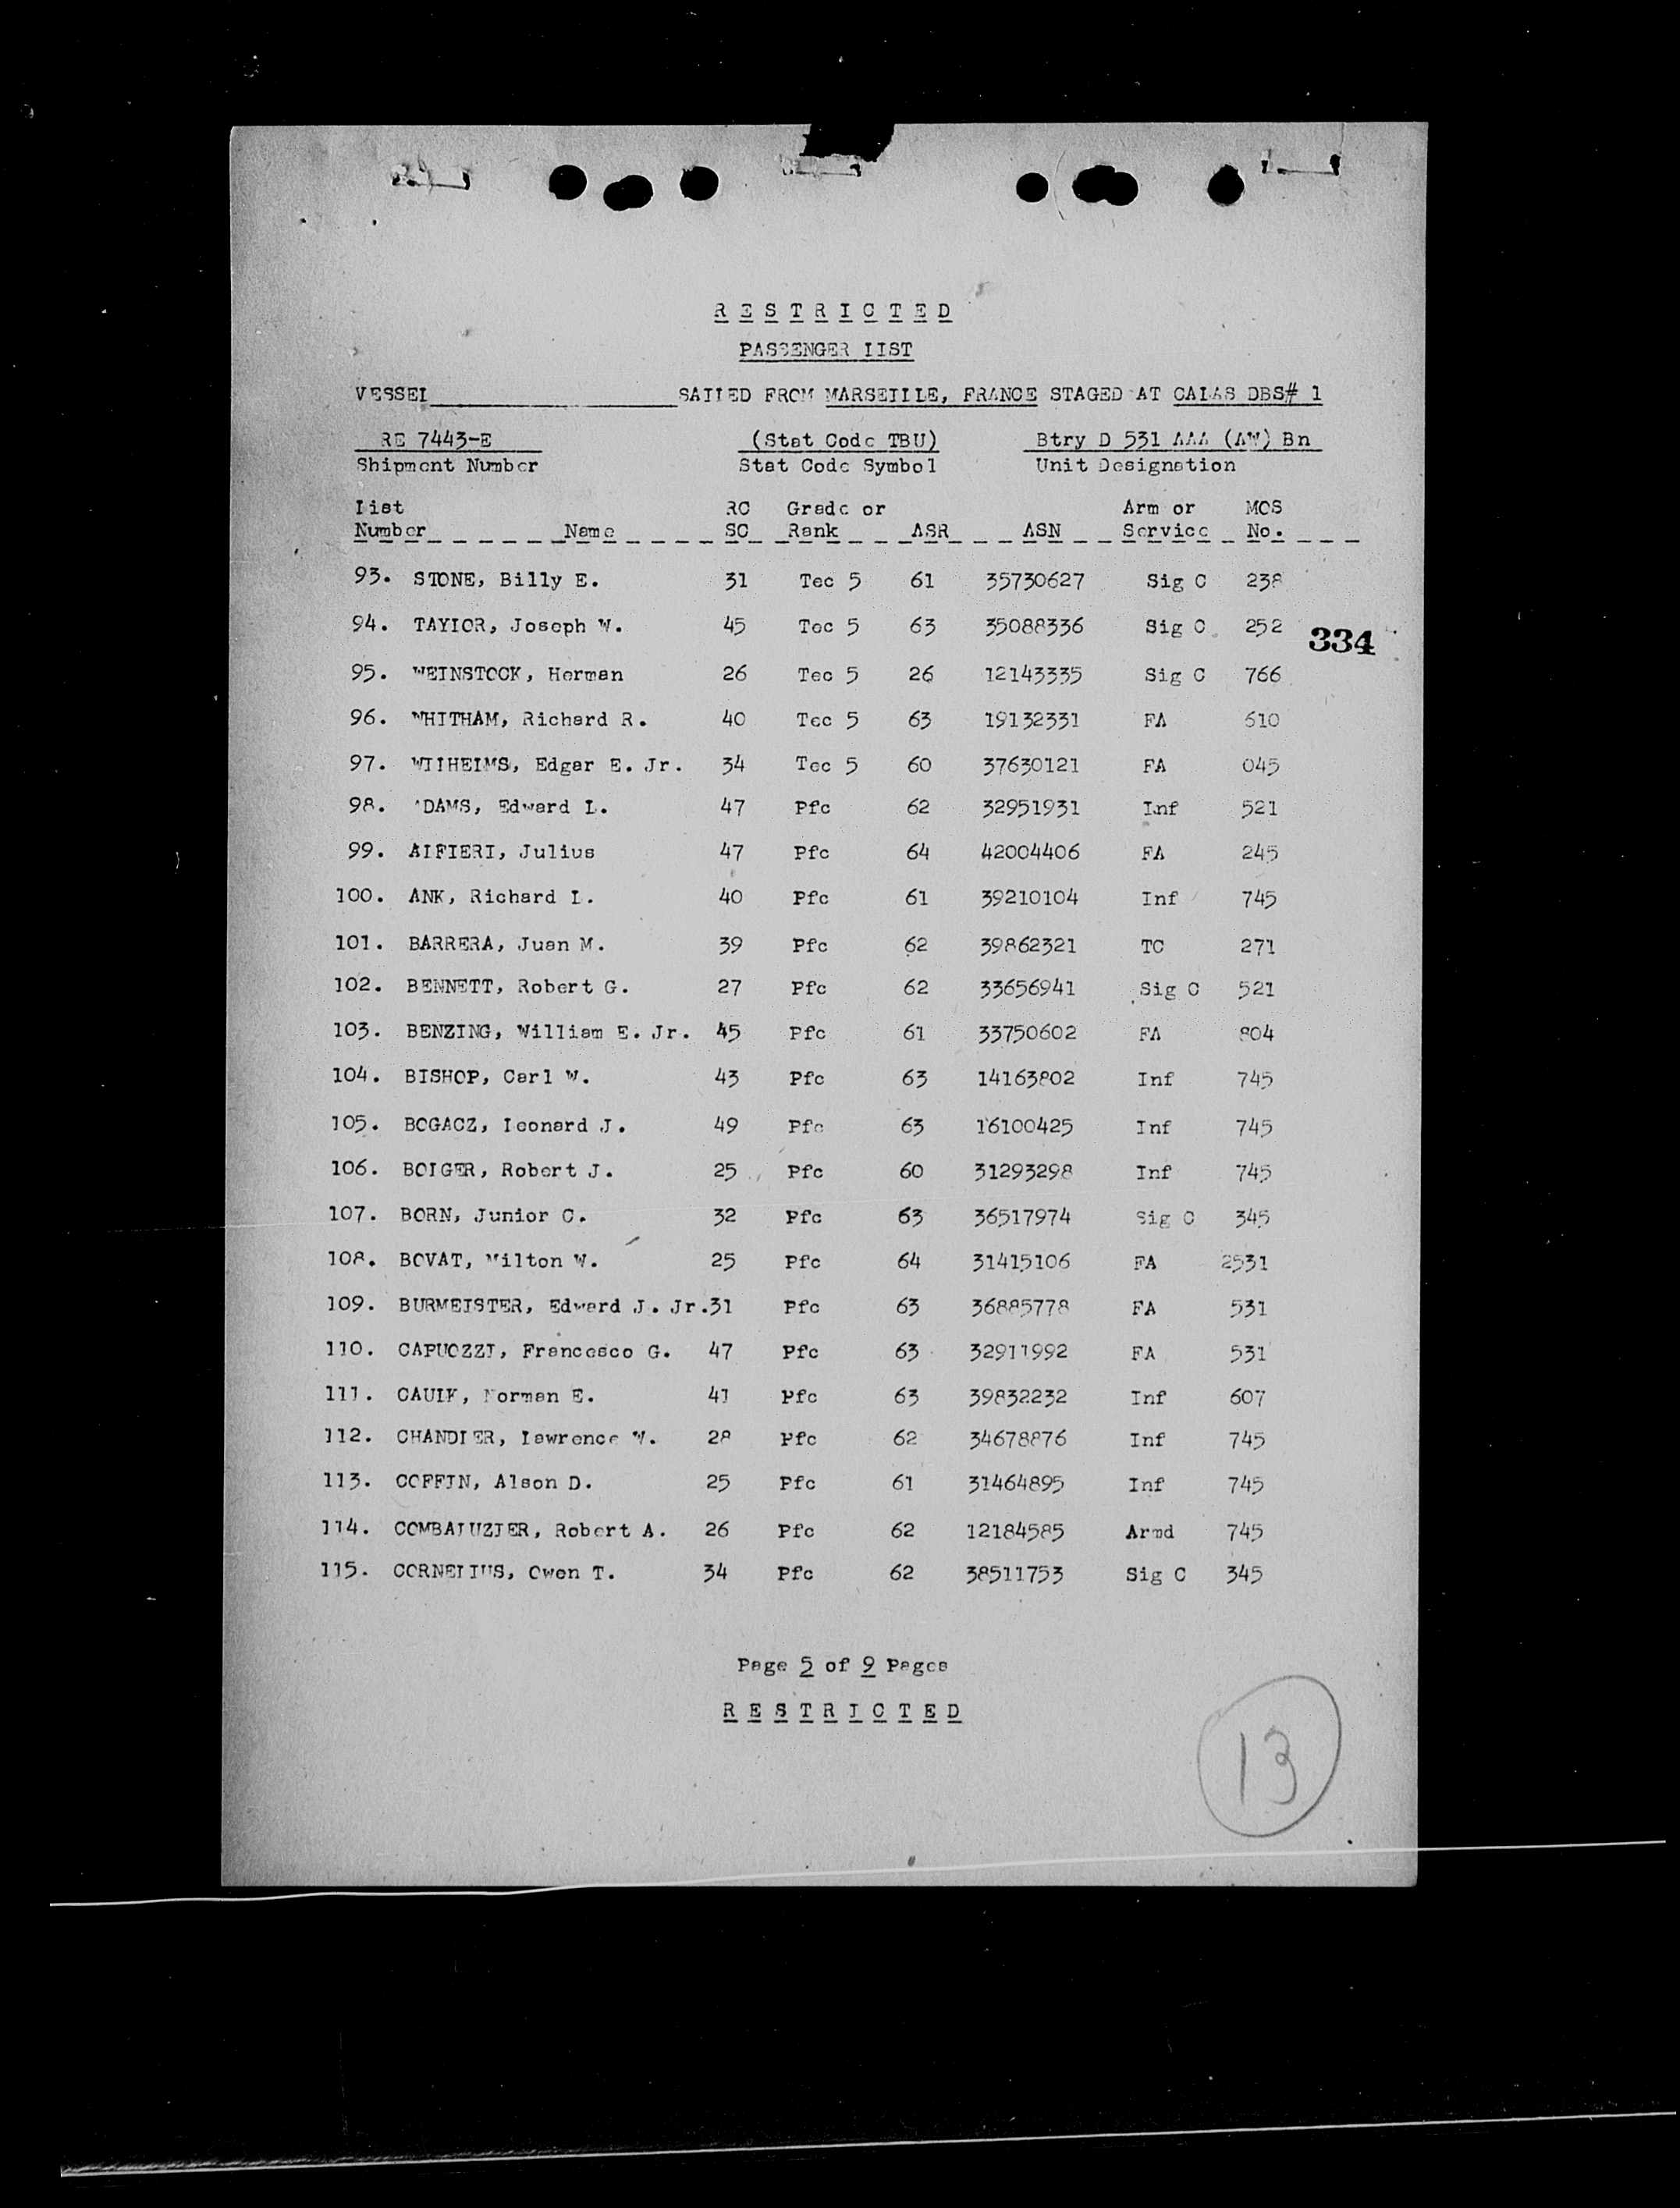 RESTRICTED
PASSENGER LIST
VESSEL SAILED FROM MARSEILLE, FRANCE STAGED AT CALAS DBS# 1
RE 7443-E (Stat Code TBU) Btry D 531 AAA (AW) Bn
Shipment Number Stat Code Symbol Unit Designation
List RC Grade or Arm or MOS
Number Name SC Rank ASR ASN Service No.
93. STONE, Billy E. 31 Tec 5 61 35730627 Sig C 238
94. TAYLOR, Joseph W. 45 Tec 5 63 35088336 Sig C 252
334
95. WEINSTOCK, Herman 26 Tec 5 26 12143335 Sig C 766
96. WHITHAM, Richard R. 40 Tec 5 63 19132331 FA 610
97. WILHELMS, Edgar E. Jr. 34 Tec 5 60 37630121 FA 045
98. ADAMS, Edward L. 47 Pfc 62 32951931 Inf 521
99. ALFIERI, Julius 47 Pfc 64 42004406 FA 245
100. ANK, Richard L. 40 Pfc 61 39210104 Inf 745
101. BARRERA, Juan M. 39 Pfc 62 39862321 TC 271
102. BENNETT, Robert G. 27 Pfc 62 33656941 Sig C 521
103. BENZING, William E. Jr. 45 Pfc 61 33750602 FA 804
104. BISHOP, Carl W. 43 Pfc 63 14163802 Inf 745
105. BOGACZ, Leonard J. 49 Pfc 63 16100425 Inf 745
106. BOLGER, Robert J. 25 Pfc 60 31293298 Inf 745
107. BORN, Junior C. 32 Pfc 63 36517974 Sig C 345
108. BOVAT, Milton W. 25 Pfc 64 31415106 FA 2531
109. BURMEISTER, Edward J. Jr. 31 Pfc 63 36885778 FA 531
110. CAPUOZZI, Francesco G. 47 Pfc 63 32911992 FA 531
111. CAULK, Norman E. 41 Pfc 63 39832232 Inf 607
112. CHANDLER, Lawrence W. 28 Pfc 62 34678876 Inf 745
113. COFFIN, Alson D. 25 Pfc 61 31464895 Inf 745
114. COMBALUZIER, Robert A. 26 Pfc 62 12184585 Armd 745
115. CORNELIUS, Owen T. 34 Pfc 62 38511753 Sig C 345
Page 5 of 9 Pages
RESTRICTED
13